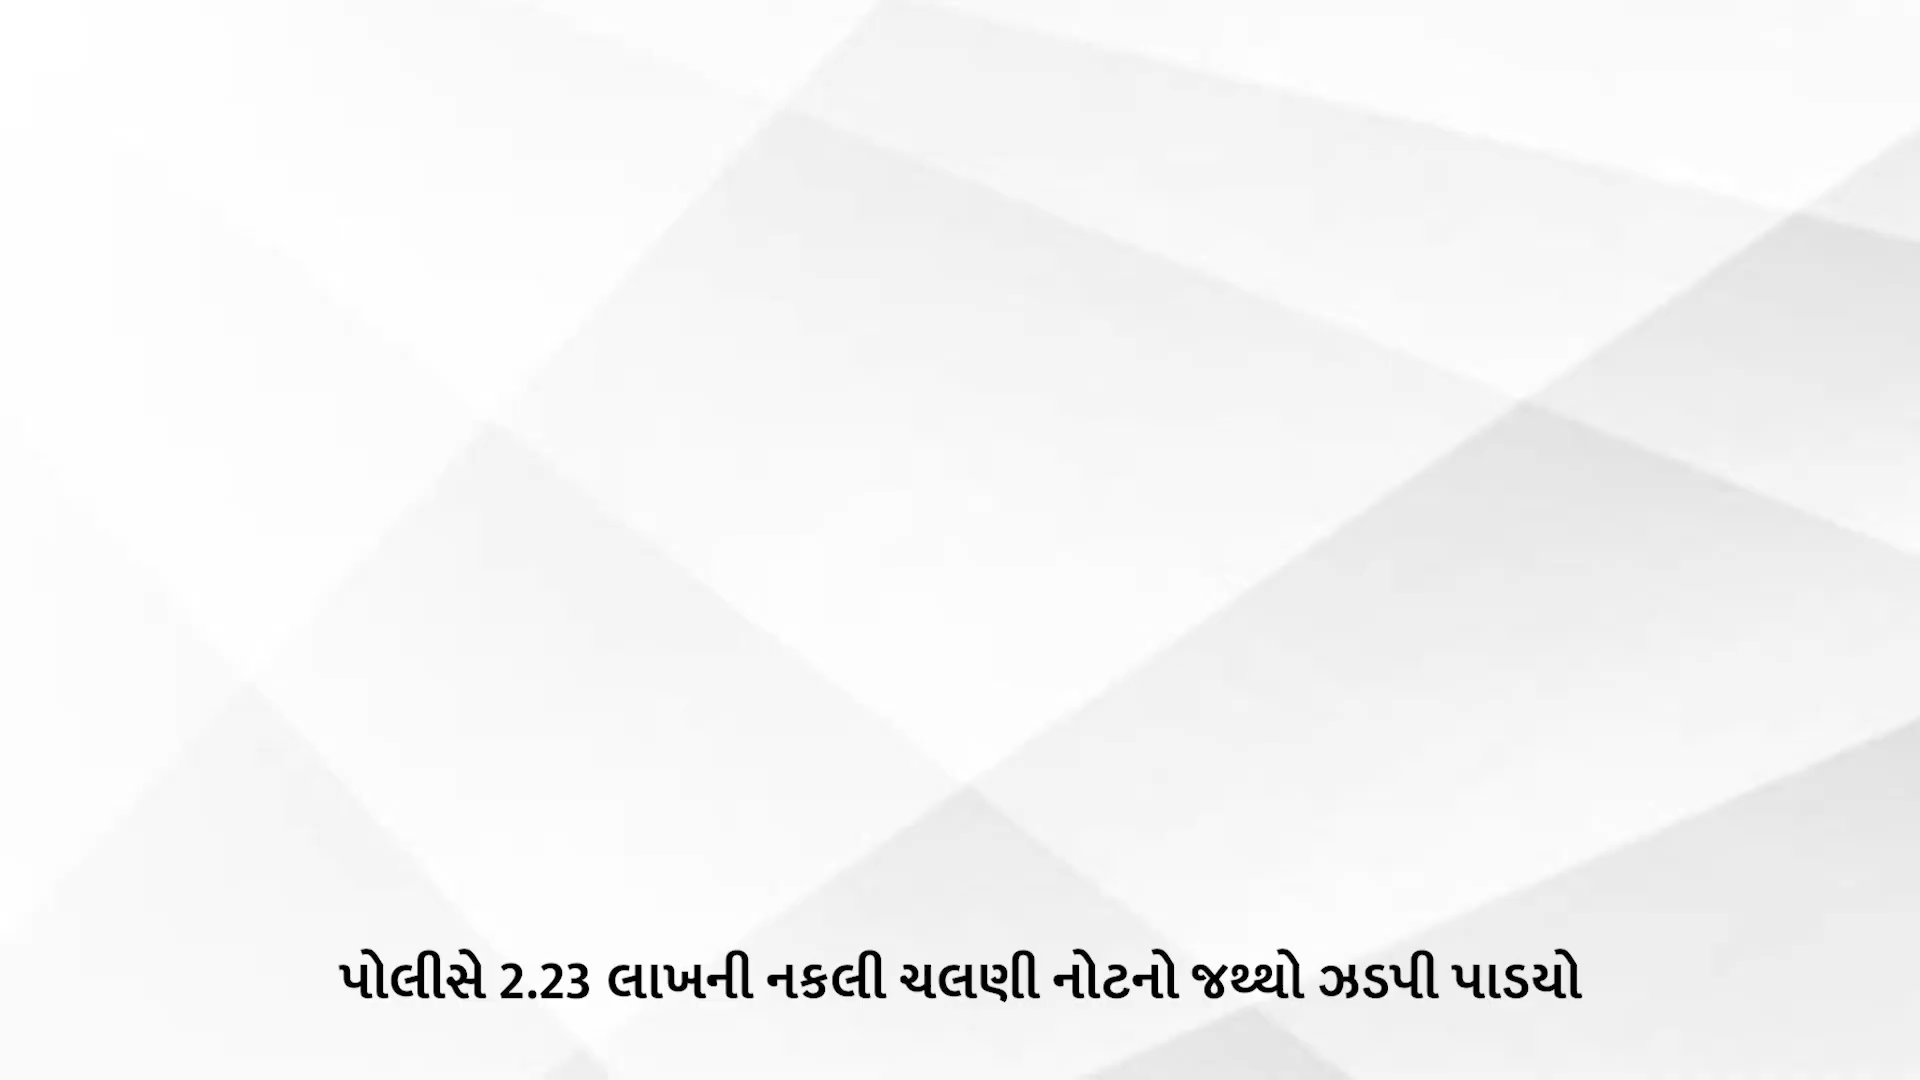 પોલીસે 2.23 લાખની નકલી ચલણી નોટનો જથ્થો ઝડપી પાડયો